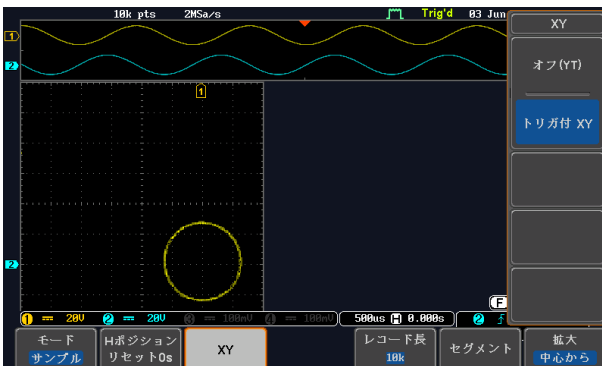 10k pts 2MSa/s Trig'd 03 Jun
XY
1
オフ(YT)
2
トリガ付 XY
1
2
F
1 20V 2 20V 3 100mV 4 100mV 500us H 0.000s 2
モード
サンプル
Hポジション
リセット0s
XY
レコード長
10k
セグメント
拡大
中心から